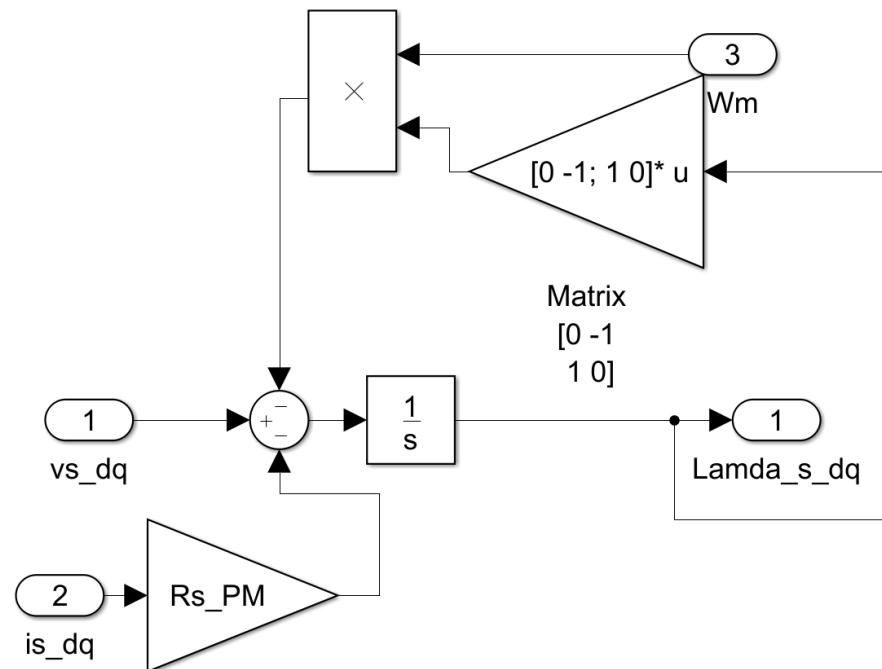 3
Wm
×
[0 -1; 1 0]* u
Matrix
[0 -1
1 0]
−
+
−
1
s
1
vs_dq
1
Lamda_s_dq
2
is_dq
Rs_PM